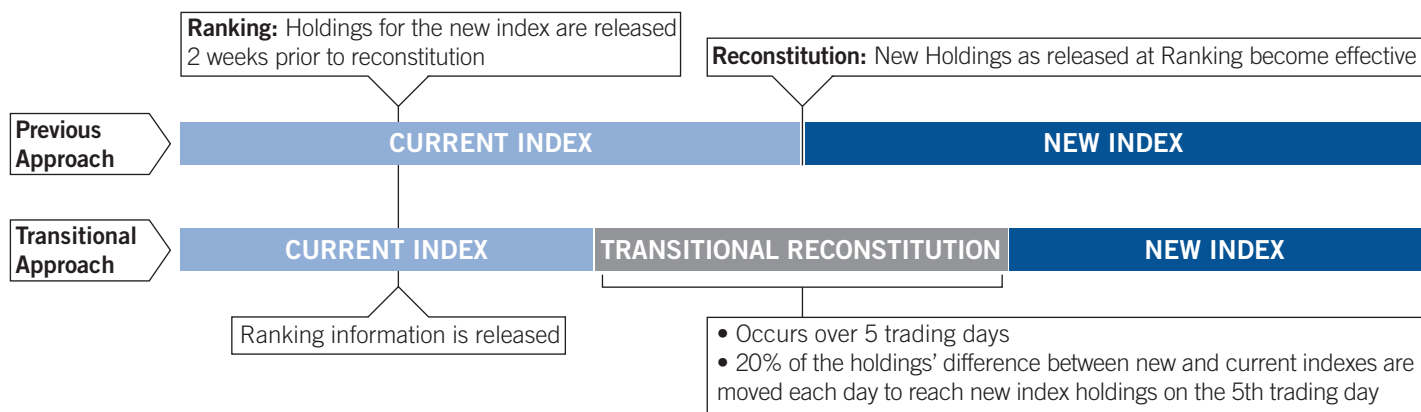 Ranking: Holdings for the new index are released
2 weeks prior to reconstitution
Reconstitution: New Holdings as released at Ranking become effective
Previous
Approach
CURRENT INDEX
NEW INDEX
Transitional
Approach
CURRENT INDEX
TRANSITIONAL RECONSTITUTION
NEW INDEX
Ranking information is released
• Occurs over 5 trading days
• 20% of the holdings’ difference between new and current indexes are
moved each day to reach new index holdings on the 5th trading day